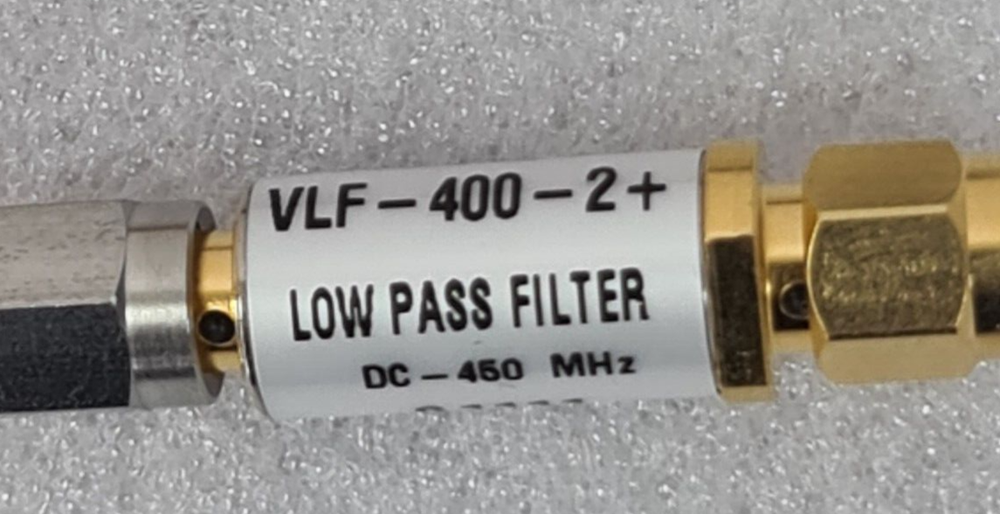 VLF-400-2+
LOW PASS FILTER
DC-450 MHz